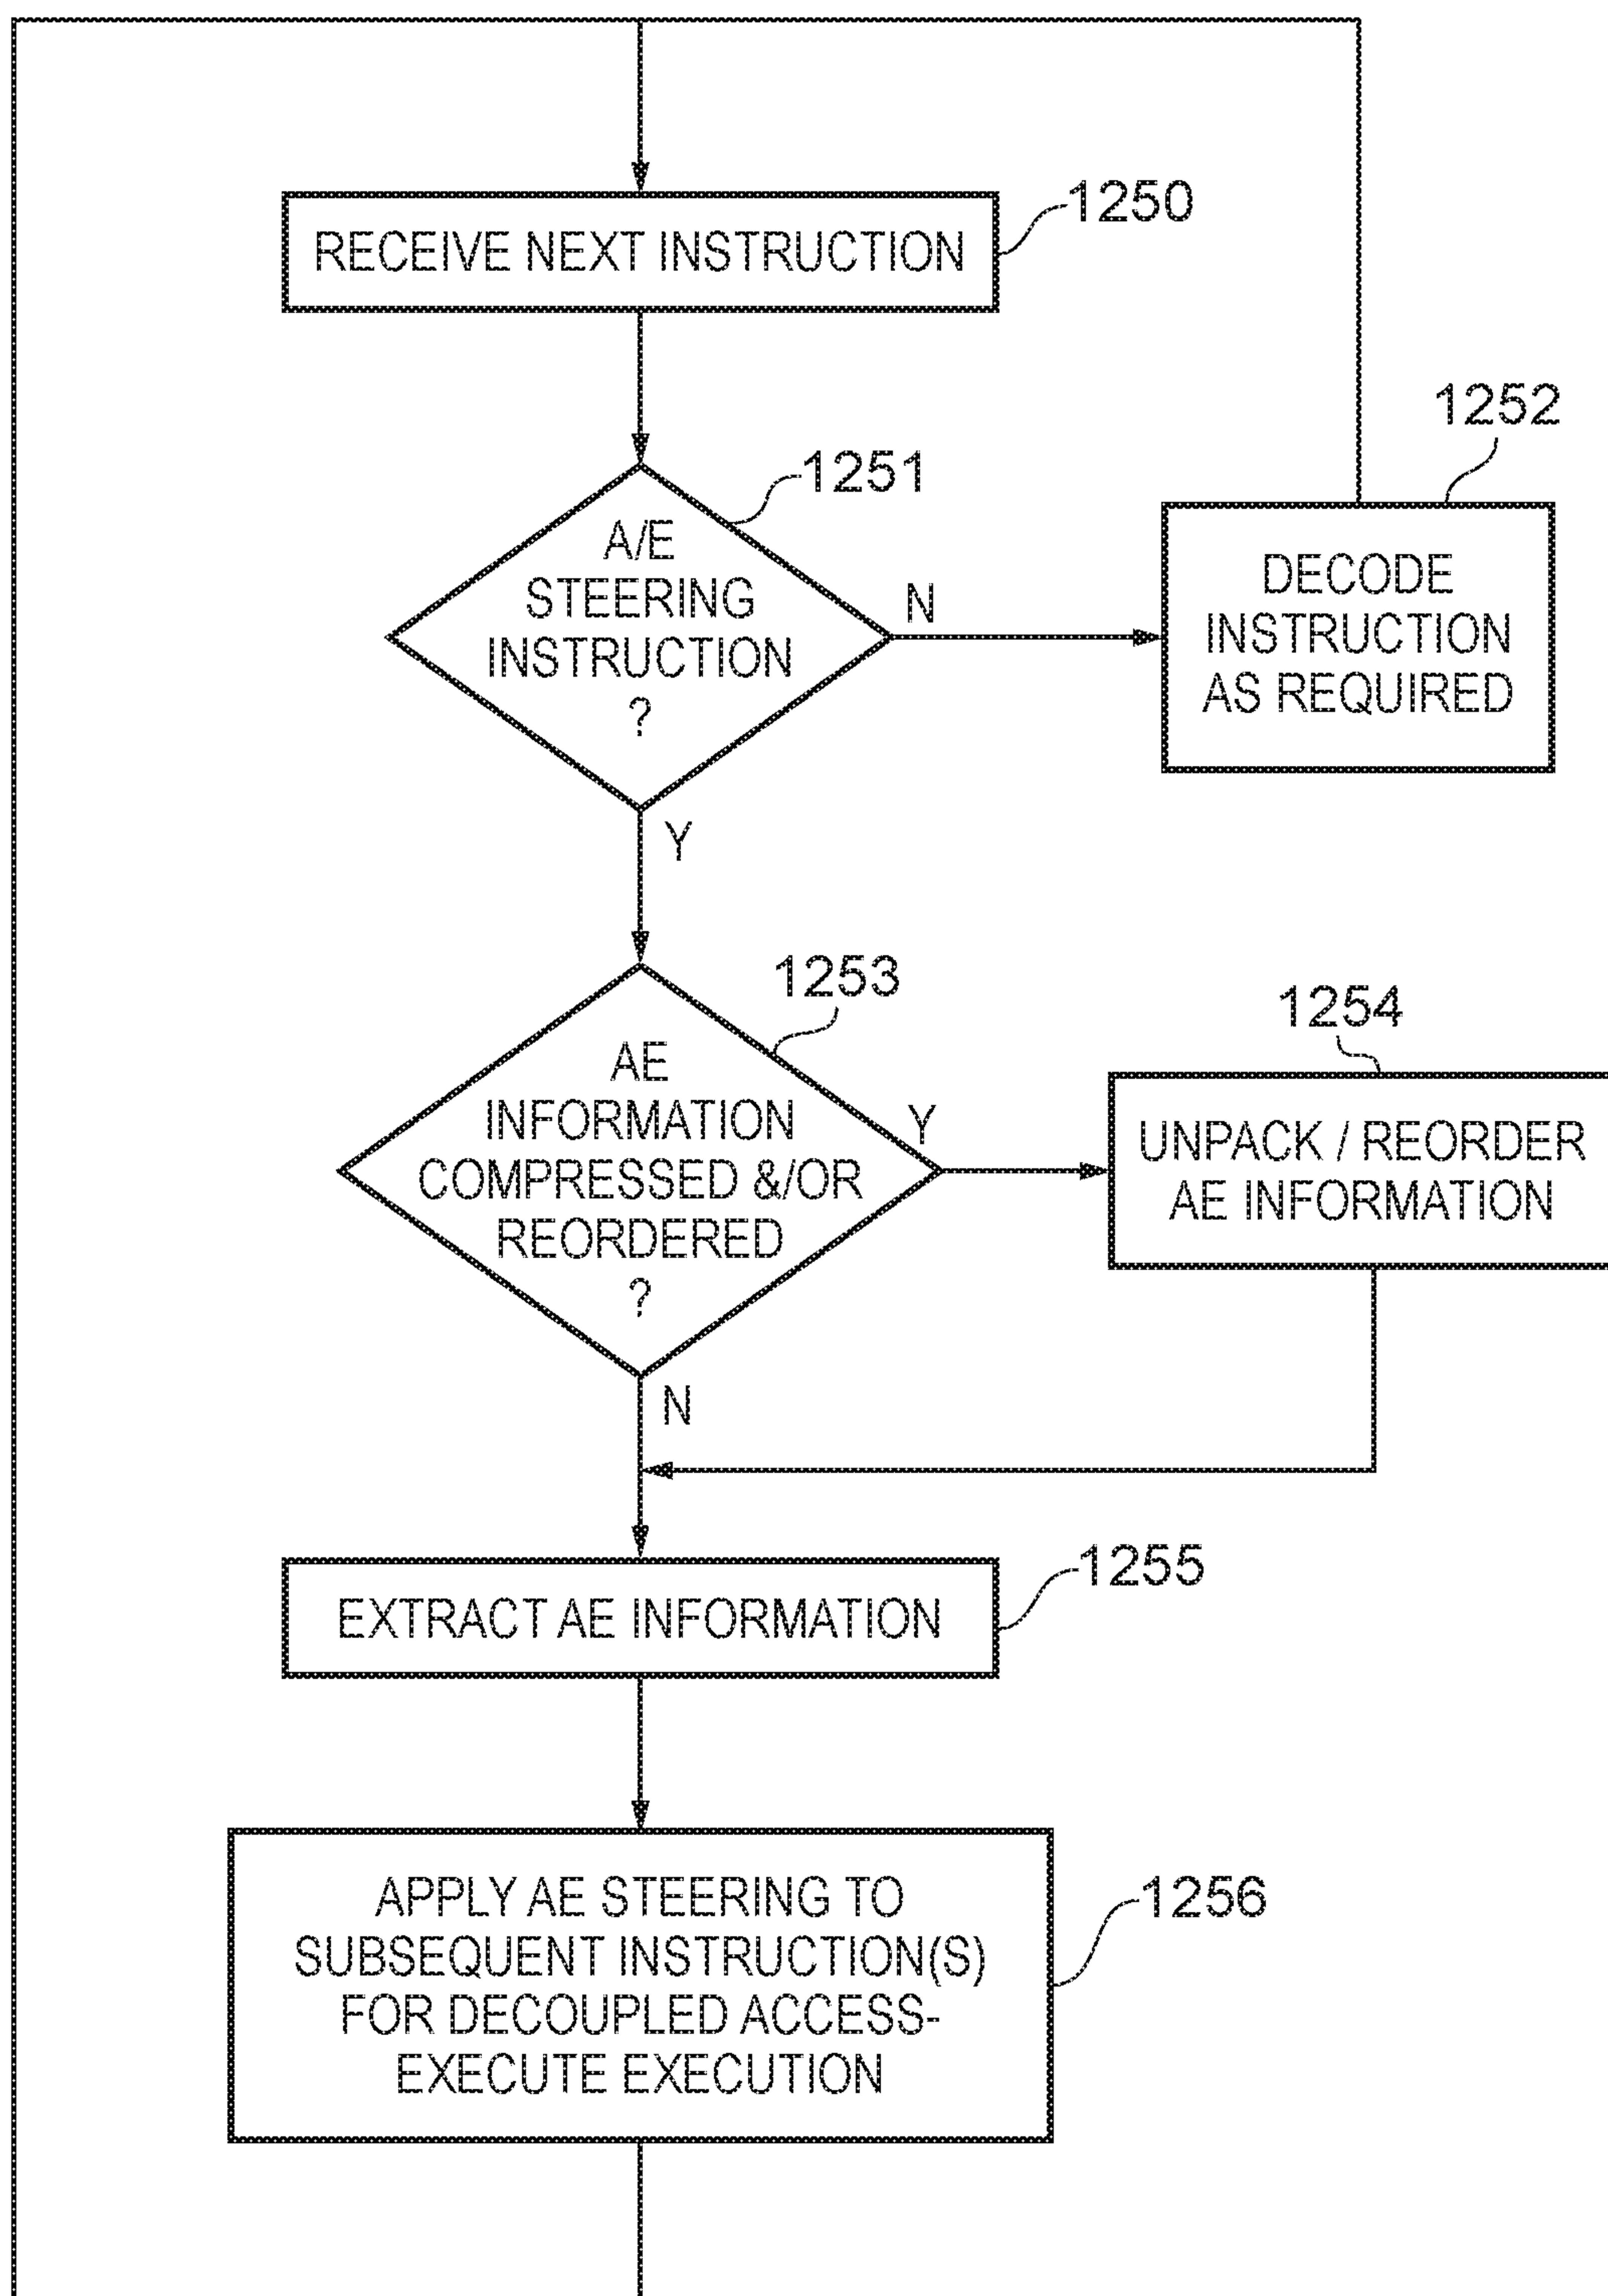 1250
RECEIVE NEXT INSTRUCTION
1251
A/E
STEERING
INSTRUCTION
?
N
Y
1252
DECODE
INSTRUCTION
AS REQUIRED
1253
AE
INFORMATION
COMPRESSED &/OR
REORDERED
?
Y
N
1254
UNPACK / REORDER
AE INFORMATION
1255
EXTRACT AE INFORMATION
1256
APPLY AE STEERING TO
SUBSEQUENT INSTRUCTION(S)
FOR DECOUPLED ACCESS-
EXECUTE EXECUTION